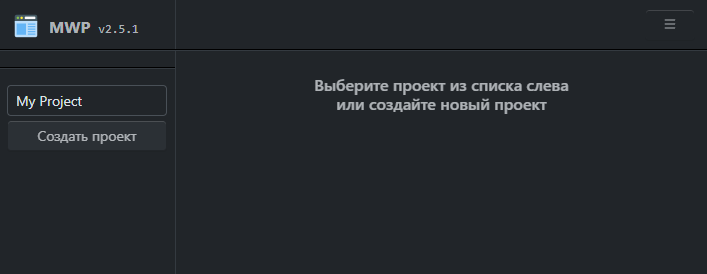 MWP v2.5.1
My Project
Создать проект
Выберите проект из списка слева
или создайте новый проект